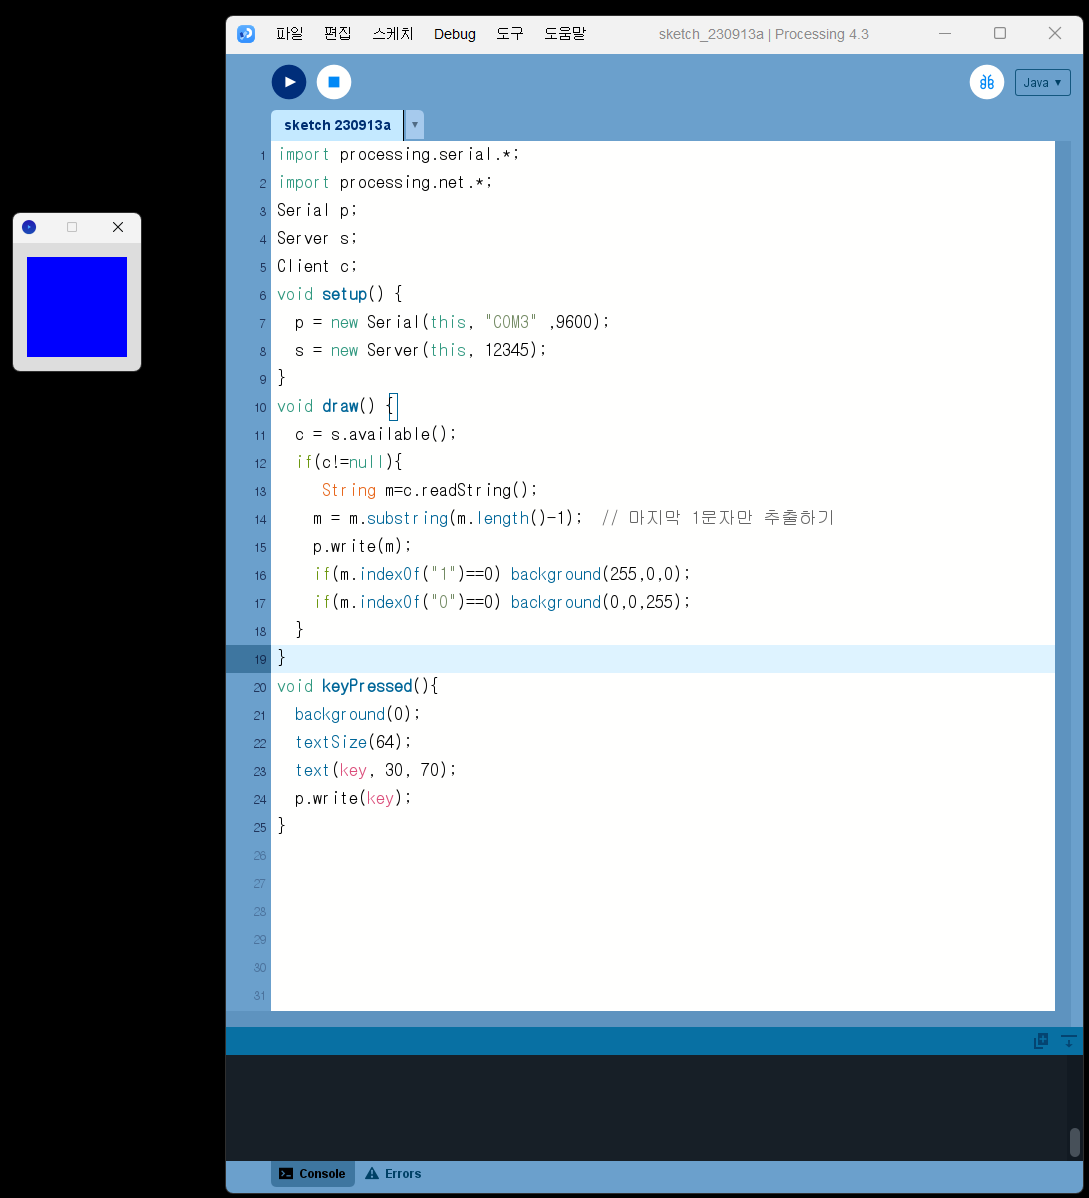 파일 편집 스케치 Debug 도구 도움말 sketch_230913a | Processing 4.3
Java ▼
sketch 230913a ▼
1 import processing.serial.*;
2 import processing.net.*;
3 Serial p;
4 Server s;
5 Client c;
6 void setup() {
7 p = new Serial(this, "COM3" ,9600);
8 s = new Server(this, 12345);
9 }
10 void draw() {
11 c = s.available();
12 if(c!=null){
13 String m=c.readString();
14 m = m.substring(m.length()-1); // 마지막 1문자만 추출하기
15 p.write(m);
16 if(m.indexOf("1")==0) background(255,0,0);
17 if(m.indexOf("0")==0) background(0,0,255);
18 }
19 }
20 void keyPressed(){
21 background(0);
22 textSize(64);
23 text(key, 30, 70);
24 p.write(key);
25 }
26
27
28
29
30
31
Console Errors